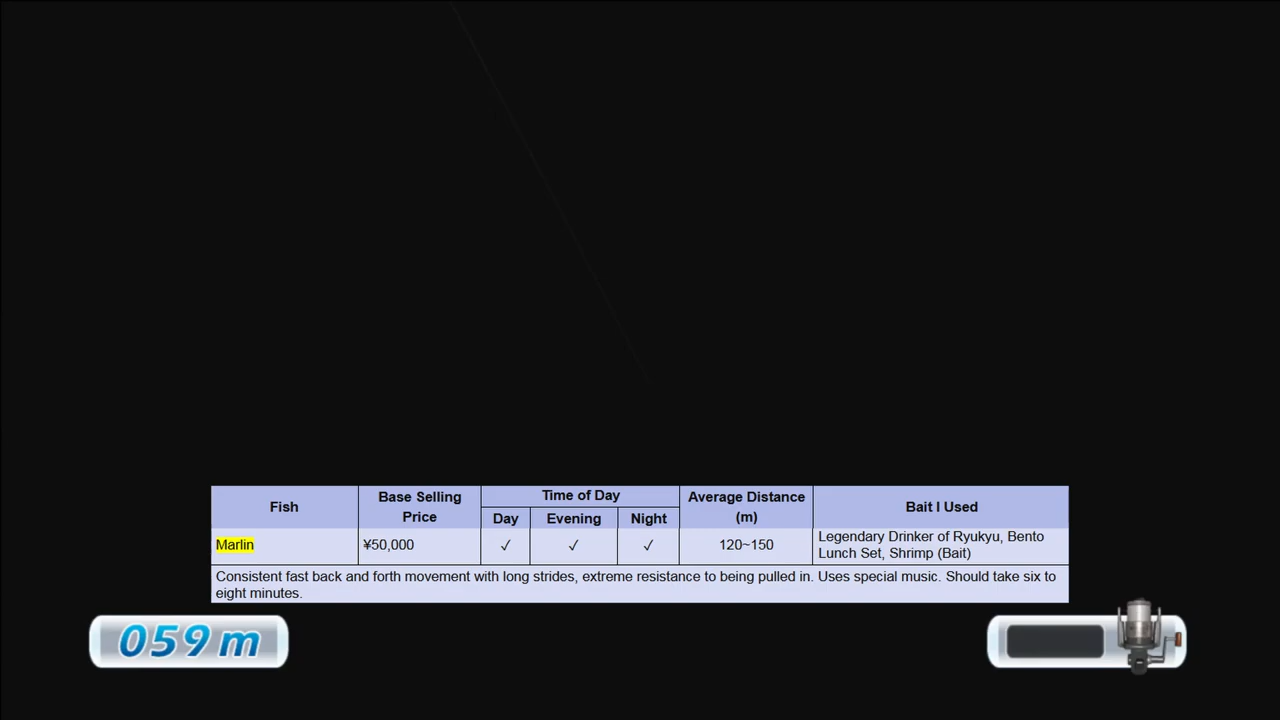 Fish
Base Selling
Price
Time of Day
Day
Evening
Night
Average Distance
(m)
Bait I Used
Marlin
¥50,000
✓
✓
✓
120~150
Legendary Drinker of Ryukyu, Bento
Lunch Set, Shrimp (Bait)
Consistent fast back and forth movement with long strides, extreme resistance to being pulled in. Uses special music. Should take six to
eight minutes.
059 m